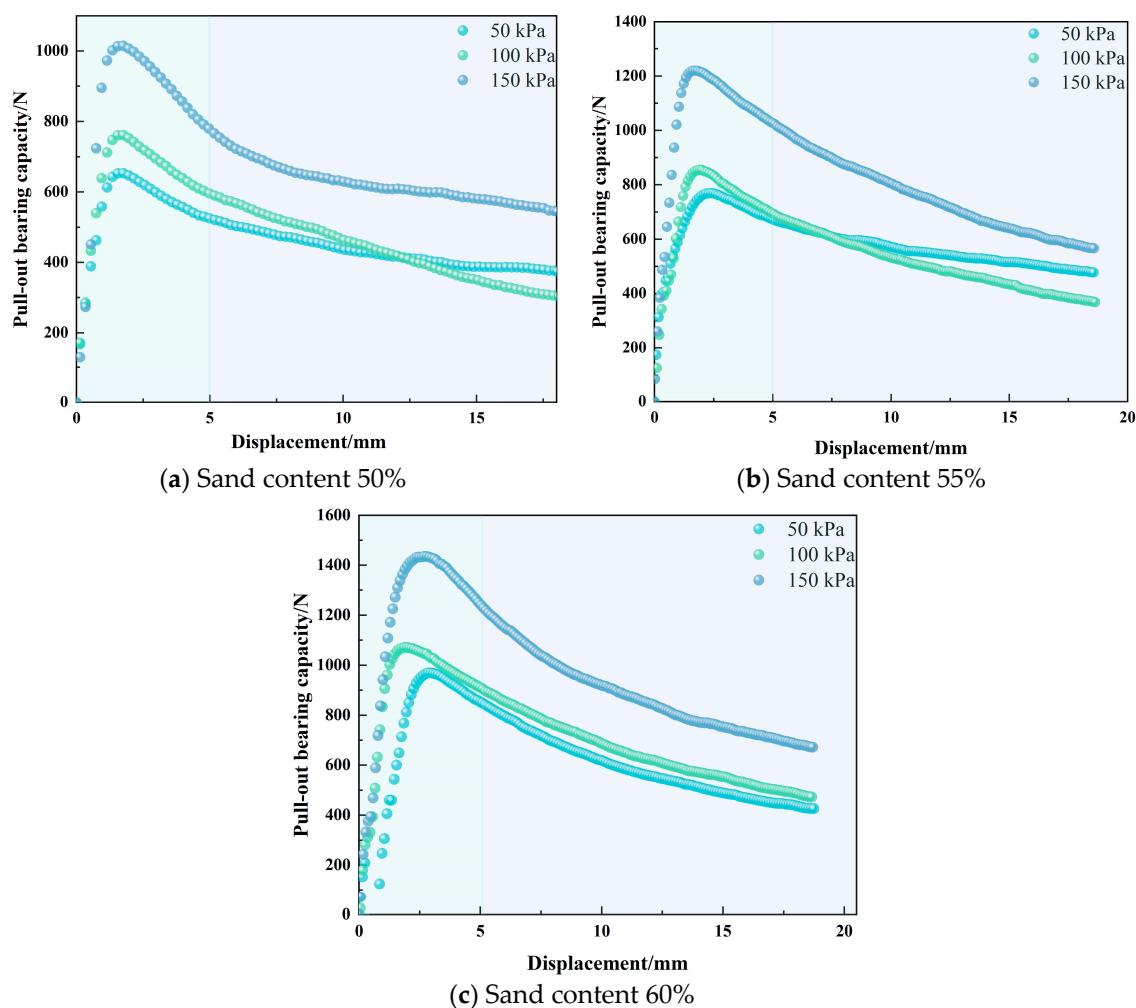 Pull-out bearing capacity/N
1000
800
600
400
200
0
50 kPa
100 kPa
150 kPa
0
5
10
15
Displacement/mm
(a) Sand content 50%
Pull-out bearing capacity/N
1400
1200
1000
800
600
400
200
0
50 kPa
100 kPa
150 kPa
0
5
10
15
20
Displacement/mm
(b) Sand content 55%
Pull-out bearing capacity/N
1600
1400
1200
1000
800
600
400
200
0
50 kPa
100 kPa
150 kPa
0
5
10
15
20
Displacement/mm
(c) Sand content 60%